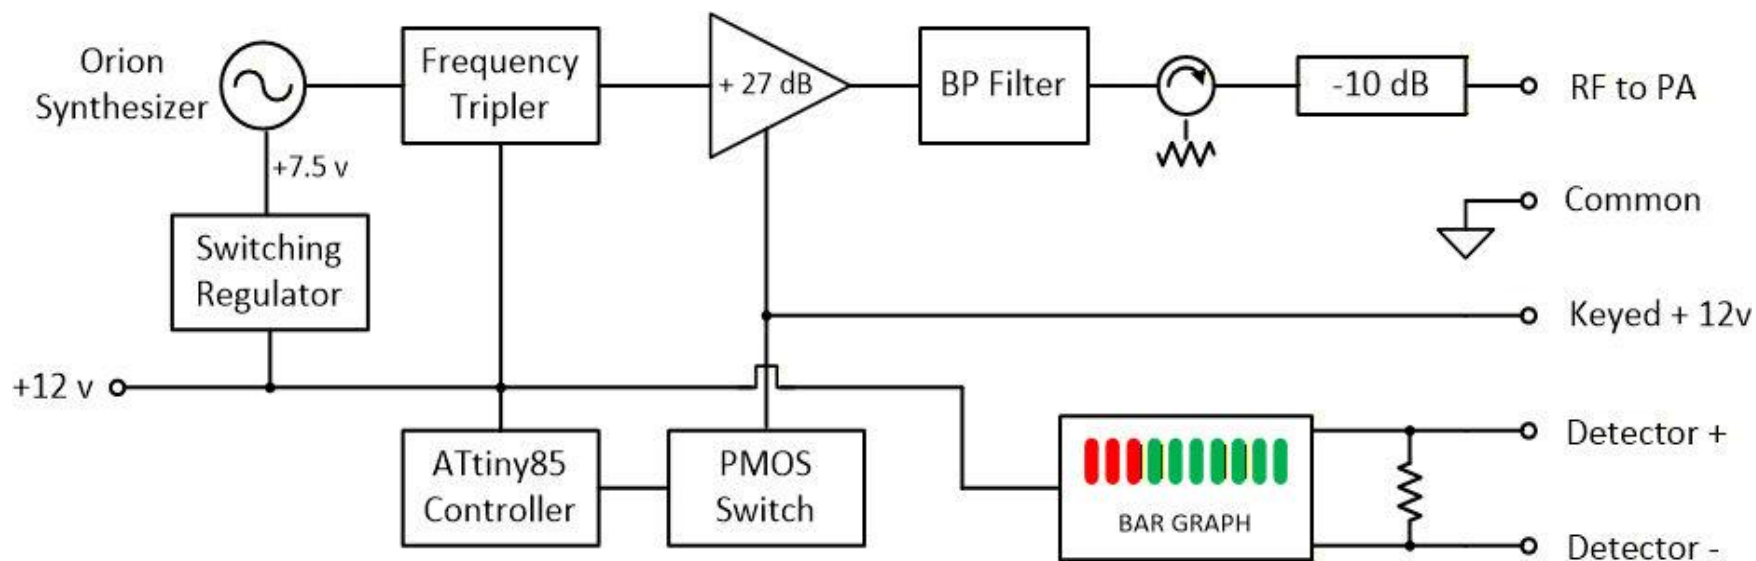 Orion
Synthesizer
Frequency
Tripler
+ 27 dB
BP Filter
-10 dB
RF to PA
+7.5 v
Common
Switching
Regulator
Keyed + 12v
+12 v
ATtiny85
Controller
PMOS
Switch
BAR GRAPH
Detector +
Detector -